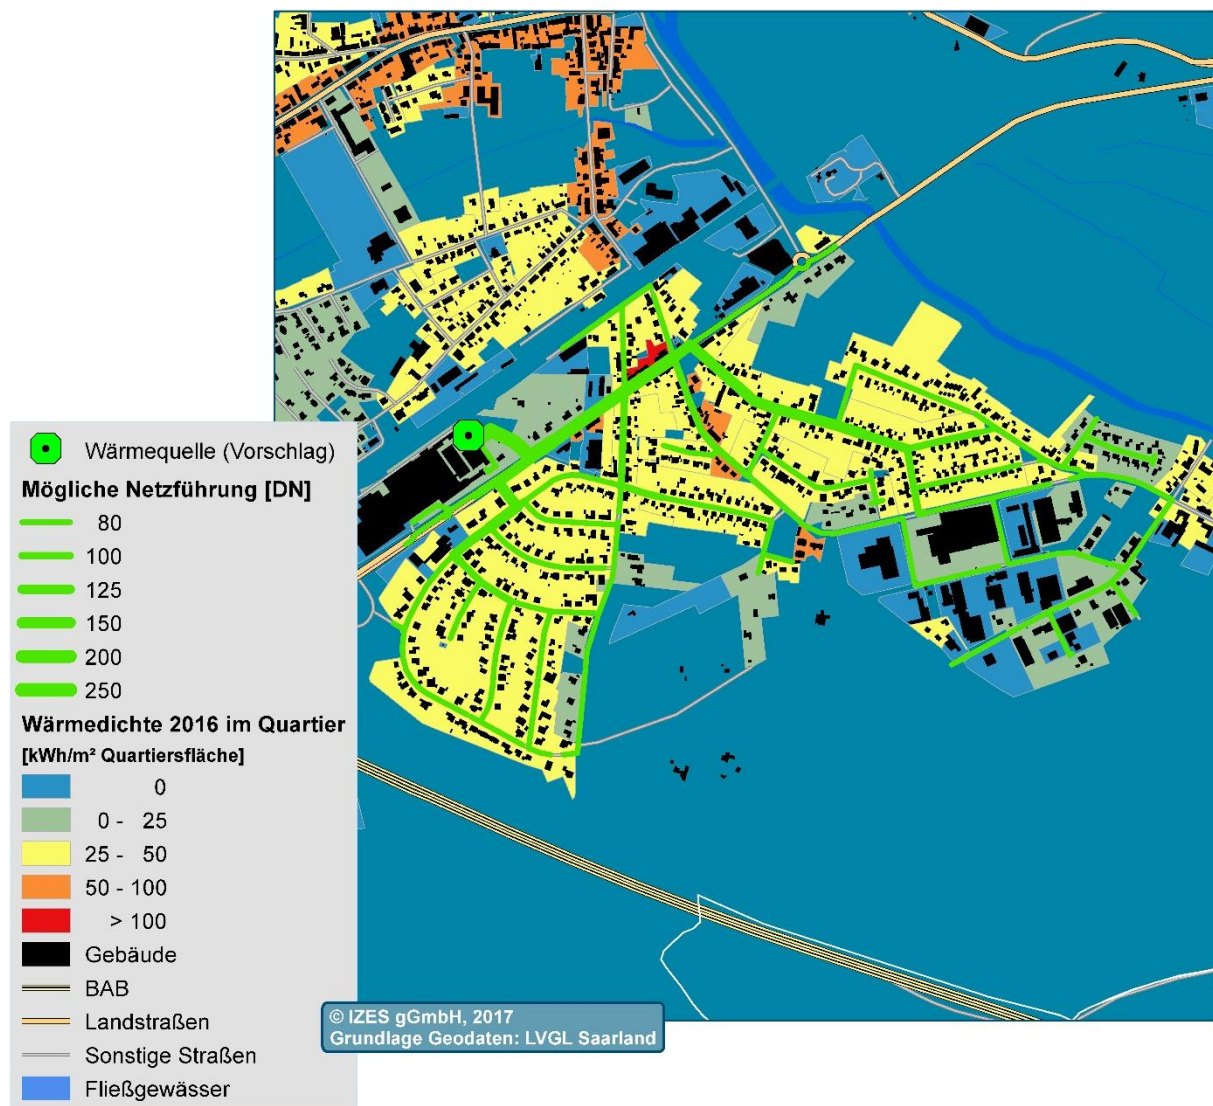 Wärmequelle (Vorschlag)
Mögliche Netzführung [DN]
80
100
125
150
200
250
Wärmedichte 2016 im Quartier
[kWh/m² Quartiersfläche]
0
0 - 25
25 - 50
50 - 100
> 100
Gebäude
BAB
Landstraßen
Sonstige Straßen
Fließgewässer
© IZES gGmbH, 2017
Grundlage Geodaten: LVGL Saarland